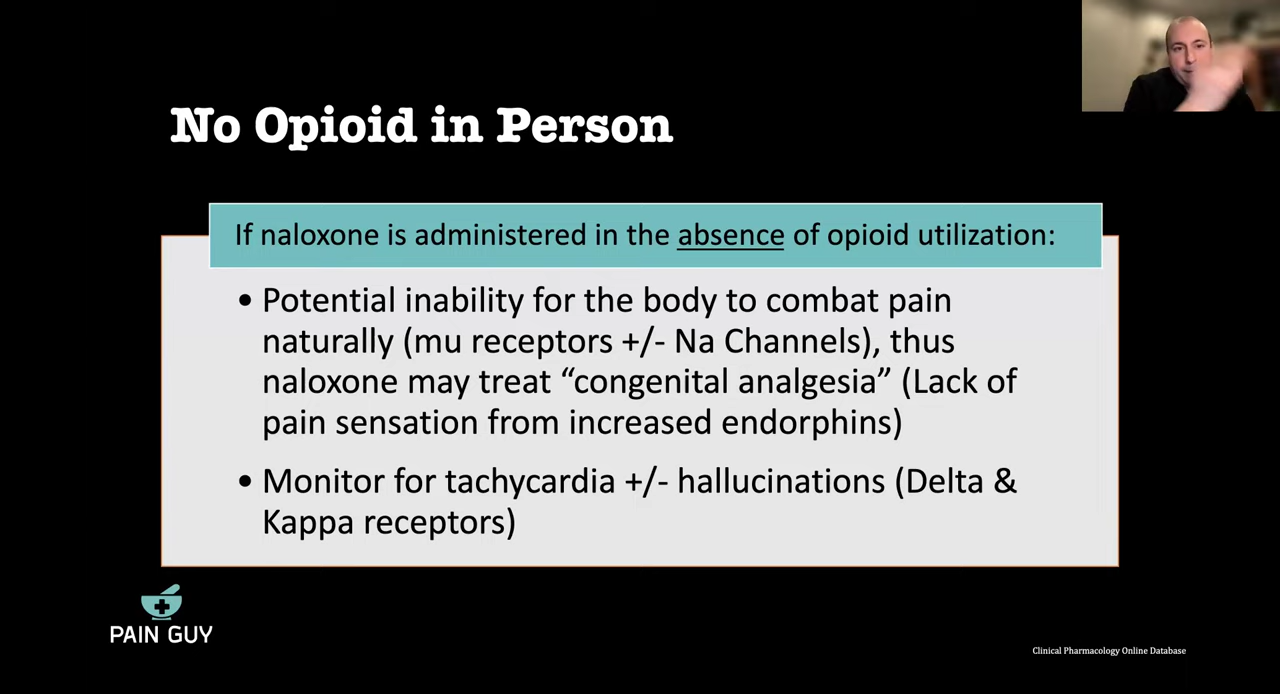 No Opioid in Person
If naloxone is administered in the absence of opioid utilization:
• Potential inability for the body to combat pain
naturally (mu receptors +/- Na Channels), thus
naloxone may treat “congenital analgesia” (Lack of
pain sensation from increased endorphins)
• Monitor for tachycardia +/- hallucinations (Delta &
Kappa receptors)
PAIN GUY
Clinical Pharmacology Online Database